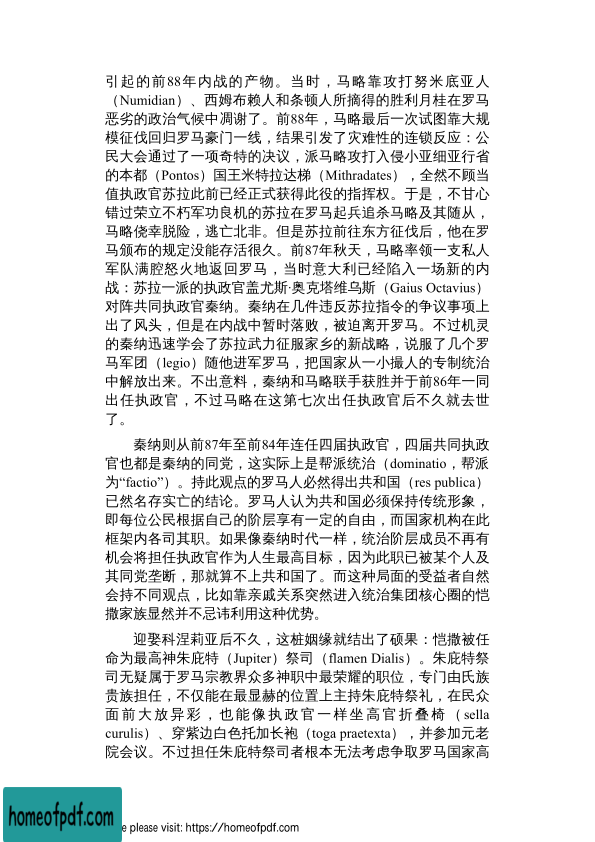 引起的前88年内战的产物。当时，马略靠攻打努米底亚人
（Numidian）、西姆布赖人和条顿人所摘得的胜利月桂在罗马
恶劣的政治气候中凋谢了。前88年，马略最后一次试图靠大规
模征伐回归罗马豪门一线，结果引发了灾难性的连锁反应：公
民大会通过了一项奇特的决议，派马略攻打入侵小亚细亚行省
的本都（Pontos）国王米特拉达梯（Mithradates），全然不顾当
值执政官苏拉此前已经正式获得此役的指挥权。于是，不甘心
错过荣立不朽军功良机的苏拉在罗马起兵追杀马略及其随从，
马略侥幸脱险，逃亡北非。但是苏拉前往东方征伐后，他在罗
马颁布的规定没能存活很久。前87年秋天，马略率领一支私人
军队满腔怒火地返回罗马，当时意大利已经陷入一场新的内
战：苏拉一派的执政官盖尤斯·奥克塔维乌斯（Gaius Octavius）
对阵共同执政官秦纳。秦纳在几件违反苏拉指令的争议事项上
出了风头，但是在内战中暂时落败，被迫离开罗马。不过机灵
的秦纳迅速学会了苏拉武力征服家乡的新战略，说服了几个罗
马军团（legio）随他进军罗马，把国家从一小撮人的专制统治
中解放出来。不出意料，秦纳和马略联手获胜并于前86年一同
出任执政官，不过马略在这第七次出任执政官后不久就去世
了。
秦纳则从前87年至前84年连任四届执政官，四届共同执政
官也都是秦纳的同党，这实际上是帮派统治（dominatio，帮派
为“factio”）。持此观点的罗马人必然得出共和国（res publica）
已然名存实亡的结论。罗马人认为共和国必须保持传统形象，
即每位公民根据自己的阶层享有一定的自由，而国家机构在此
框架内各司其职。如果像秦纳时代一样，统治阶层成员不再有
机会将担任执政官作为人生最高目标，因为此职已被某个人及
其同党垄断，那就算不上共和国了。而这种局面的受益者自然
会持不同观点，比如靠亲戚关系突然进入统治集团核心圈的恺
撒家族显然并不忌讳利用这种优势。
迎娶科涅莉亚后不久，这桩姻缘就结出了硕果：恺撒被任
命为最高神朱庇特（Jupiter）祭司（flamen Dialis）。朱庇特祭
司无疑属于罗马宗教界众多神职中最荣耀的职位，专门由氏族
贵族担任，不仅能在最显赫的位置上主持朱庇特祭礼，在民众
面前大放异彩，也能像执政官一样坐高官折叠椅（sella
curulis）、穿紫边白色托加长袍（toga praetexta），并参加元老
院会议。不过担任朱庇特祭司者根本无法考虑争取罗马国家高
homeofpdf.com
e please visit: https://homeofpdf.com